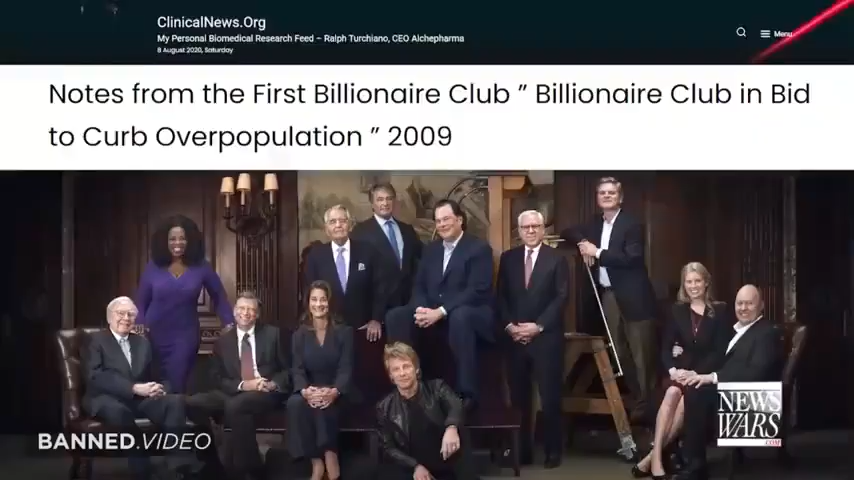 ClinicalNews.Org
My Personal Biomedical Research Feed – Ralph Turchiano, CEO Alchepharma
8 August 2020, Saturday
Menu
Notes from the First Billionaire Club ” Billionaire Club in Bid
to Curb Overpopulation ” 2009
BANNED.VIDEO
NEWS
WARS
.COM